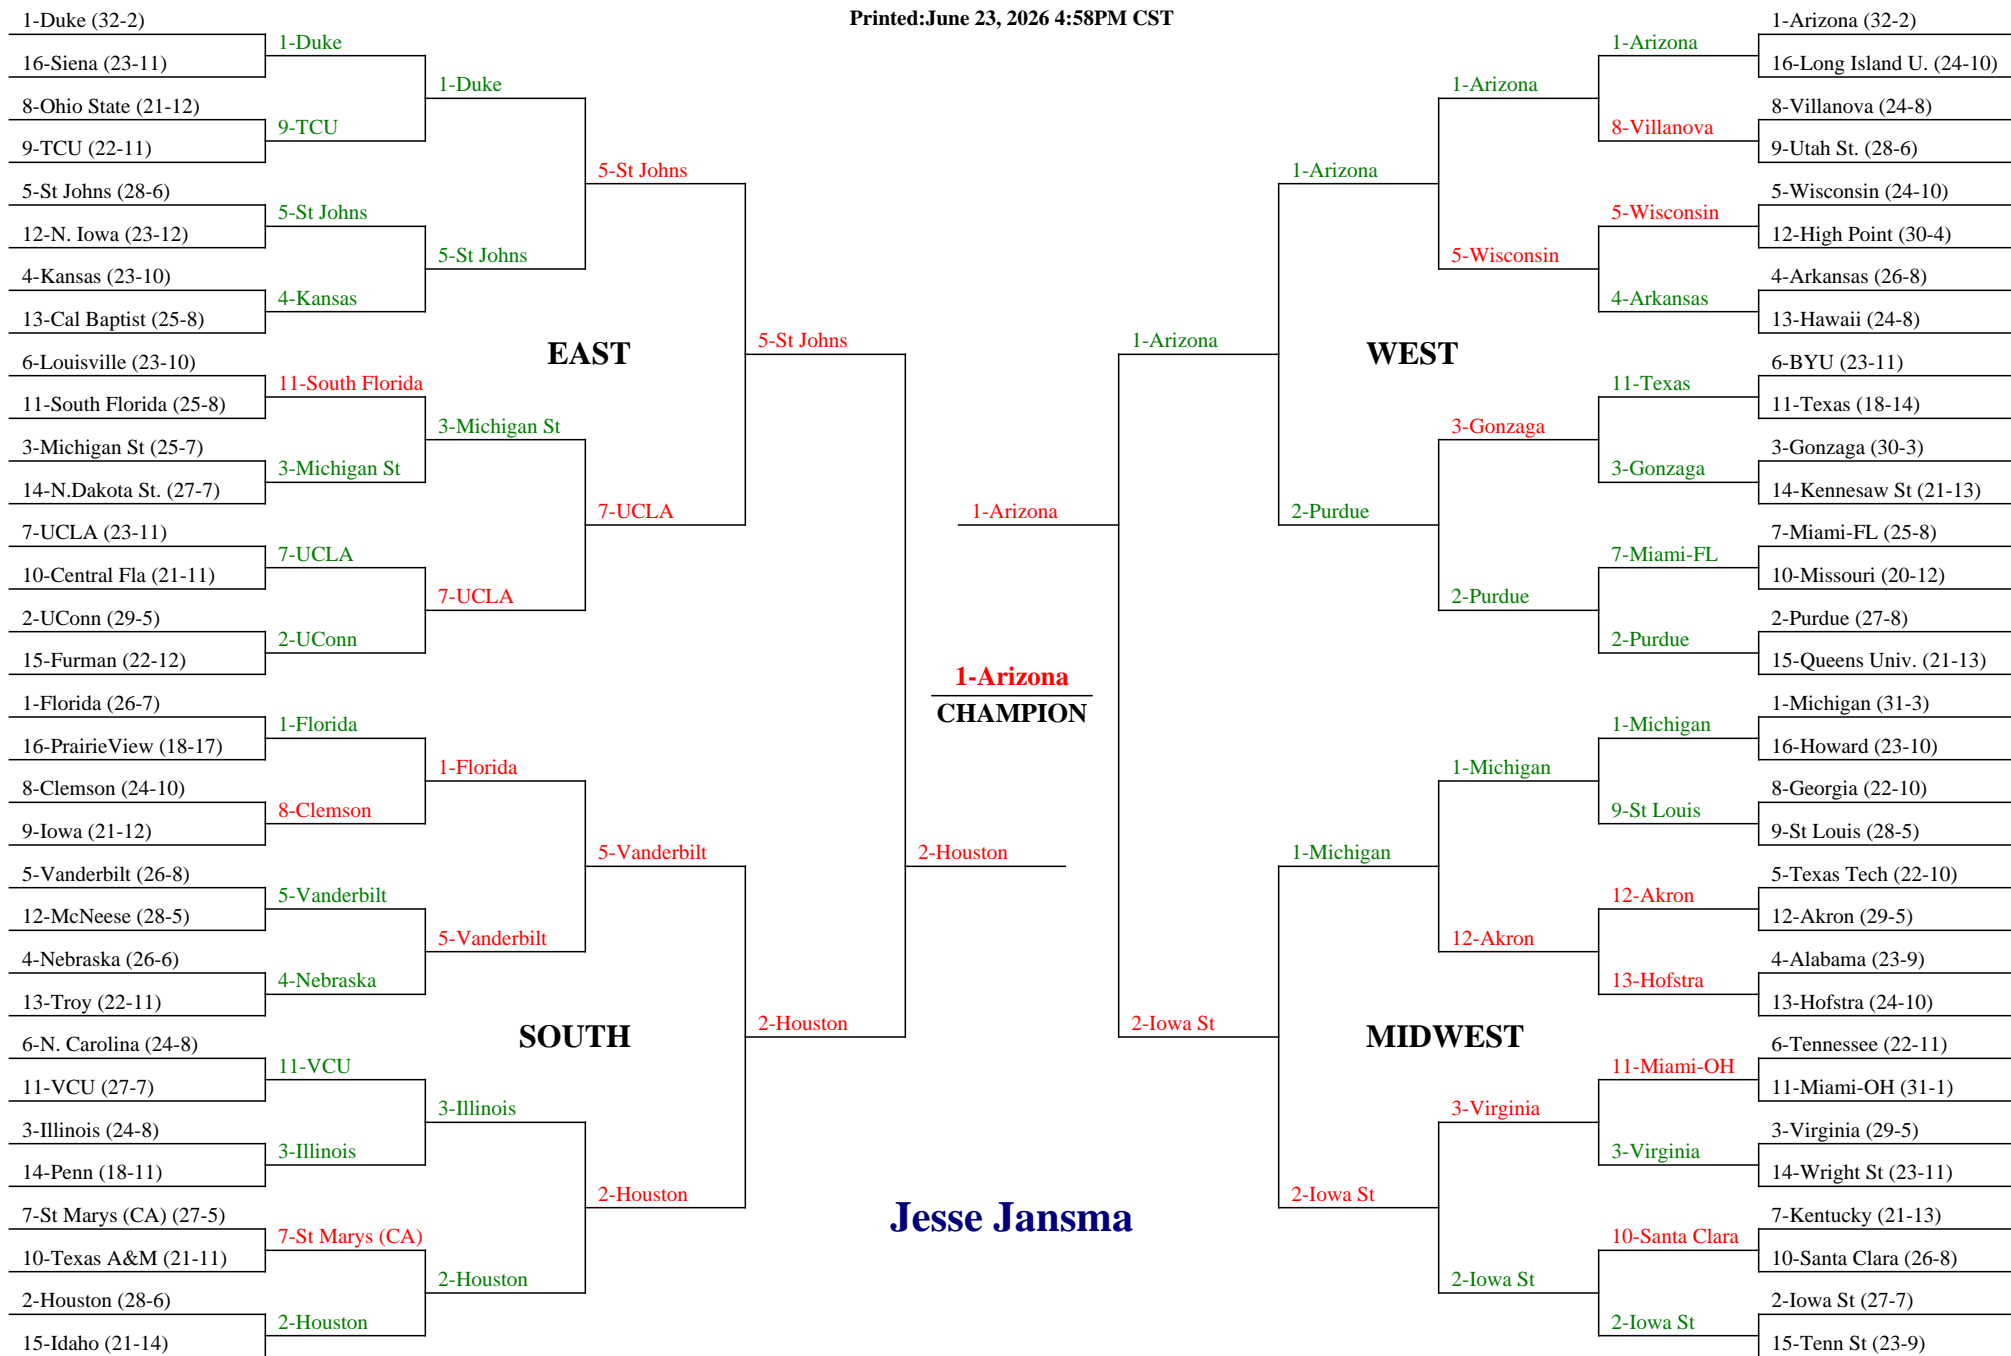 Printed:June 23, 2026 4:58PM CST
1-Duke (32-2)
16-Siena (23-11)
8-Ohio State (21-12)
9-TCU (22-11)
5-St Johns (28-6)
12-N. Iowa (23-12)
4-Kansas (23-10)
13-Cal Baptist (25-8)
6-Louisville (23-10)
11-South Florida (25-8)
3-Michigan St (25-7)
14-N.Dakota St. (27-7)
7-UCLA (23-11)
10-Central Fla (21-11)
2-UConn (29-5)
15-Furman (22-12)
1-Florida (26-7)
16-PrairieView (18-17)
8-Clemson (24-10)
9-Iowa (21-12)
5-Vanderbilt (26-8)
12-McNeese (28-5)
4-Nebraska (26-6)
13-Troy (22-11)
6-N. Carolina (24-8)
11-VCU (27-7)
3-Illinois (24-8)
14-Penn (18-11)
7-St Marys (CA) (27-5)
10-Texas A&M (21-11)
2-Houston (28-6)
15-Idaho (21-14)
1-Duke
9-TCU
5-St Johns
4-Kansas
11-South Florida
3-Michigan St
7-UCLA
2-UConn
1-Florida
8-Clemson
5-Vanderbilt
4-Nebraska
11-VCU
3-Illinois
7-St Marys (CA)
2-Houston
1-Duke
5-St Johns
3-Michigan St
7-UCLA
1-Florida
5-Vanderbilt
3-Illinois
2-Houston
5-St Johns
7-UCLA
5-Vanderbilt
2-Houston
EAST
SOUTH
5-St Johns
2-Houston
1-Arizona
1-Arizona
CHAMPION
2-Houston
Jesse Jansma
1-Arizona
2-Iowa St
WEST
MIDWEST
1-Arizona
2-Purdue
1-Michigan
2-Iowa St
1-Arizona
5-Wisconsin
3-Gonzaga
2-Purdue
1-Michigan
12-Akron
3-Virginia
2-Iowa St
1-Arizona
8-Villanova
5-Wisconsin
4-Arkansas
11-Texas
3-Gonzaga
7-Miami-FL
2-Purdue
1-Michigan
9-St Louis
12-Akron
13-Hofstra
11-Miami-OH
3-Virginia
10-Santa Clara
2-Iowa St
1-Arizona (32-2)
16-Long Island U. (24-10)
8-Villanova (24-8)
9-Utah St. (28-6)
5-Wisconsin (24-10)
12-High Point (30-4)
4-Arkansas (26-8)
13-Hawaii (24-8)
6-BYU (23-11)
11-Texas (18-14)
3-Gonzaga (30-3)
14-Kennesaw St (21-13)
7-Miami-FL (25-8)
10-Missouri (20-12)
2-Purdue (27-8)
15-Queens Univ. (21-13)
1-Michigan (31-3)
16-Howard (23-10)
8-Georgia (22-10)
9-St Louis (28-5)
5-Texas Tech (22-10)
12-Akron (29-5)
4-Alabama (23-9)
13-Hofstra (24-10)
6-Tennessee (22-11)
11-Miami-OH (31-1)
3-Virginia (29-5)
14-Wright St (23-11)
7-Kentucky (21-13)
10-Santa Clara (26-8)
2-Iowa St (27-7)
15-Tenn St (23-9)